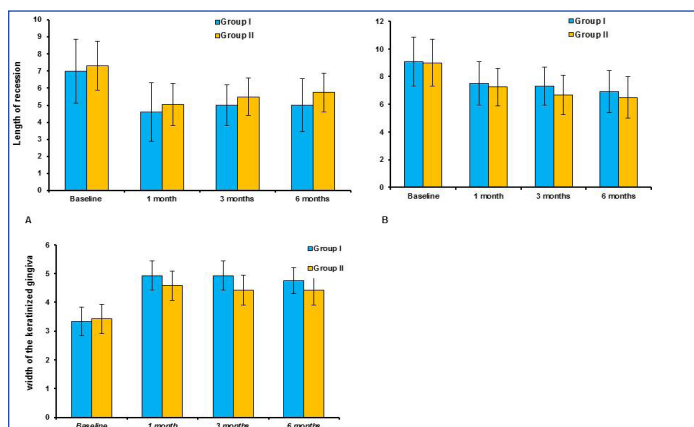 Group I
Group II
Length of recession
10
9
8
7
6
5
4
3
2
1
0
Baseline
1 month
3 months
6 months
A
Group I
Group II
12
10
8
6
4
2
0
Baseline
1 month
3 months
6 months
B
Group I
Group II
width of the keratinized gingiva
6
5
4
3
2
1
0
Baseline
1 month
3 months
6 months